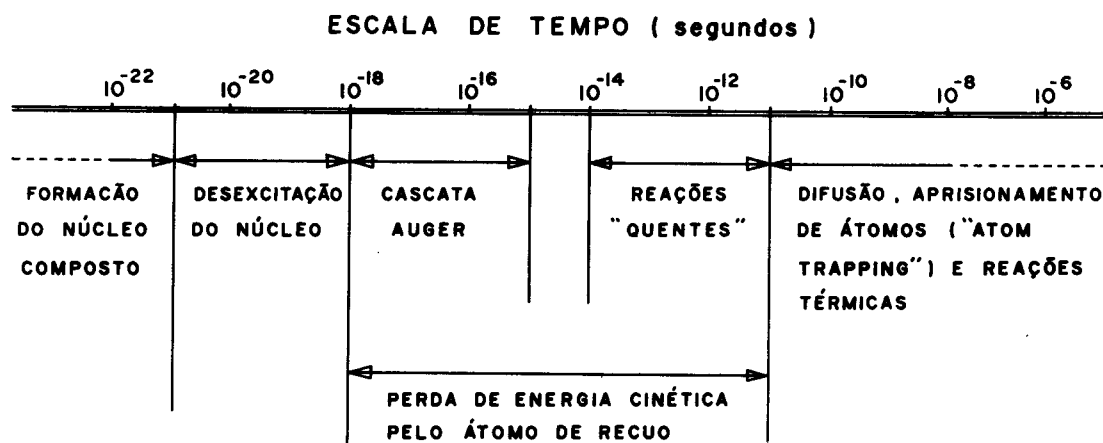 ESCALA DE TEMPO ( segundos )
10⁻²² 10⁻²⁰ 10⁻¹⁸ 10⁻¹⁶ 10⁻¹⁴ 10⁻¹² 10⁻¹⁰ 10⁻⁸ 10⁻⁶
FORMACÃO
DO NÚCLEO
COMPOSTO
DESEXCITAÇÃO
DO NÚCLEO
CASCATA
AUGER
REAÇÕES
"QUENTES"
DIFUSÃO, APRISIONAMENTO
DE ÁTOMOS ("ATOM
TRAPPING") E REAÇÕES
TÉRMICAS
PERDA DE ENERGIA CINÉTICA
PELO ÁTOMO DE RECUO